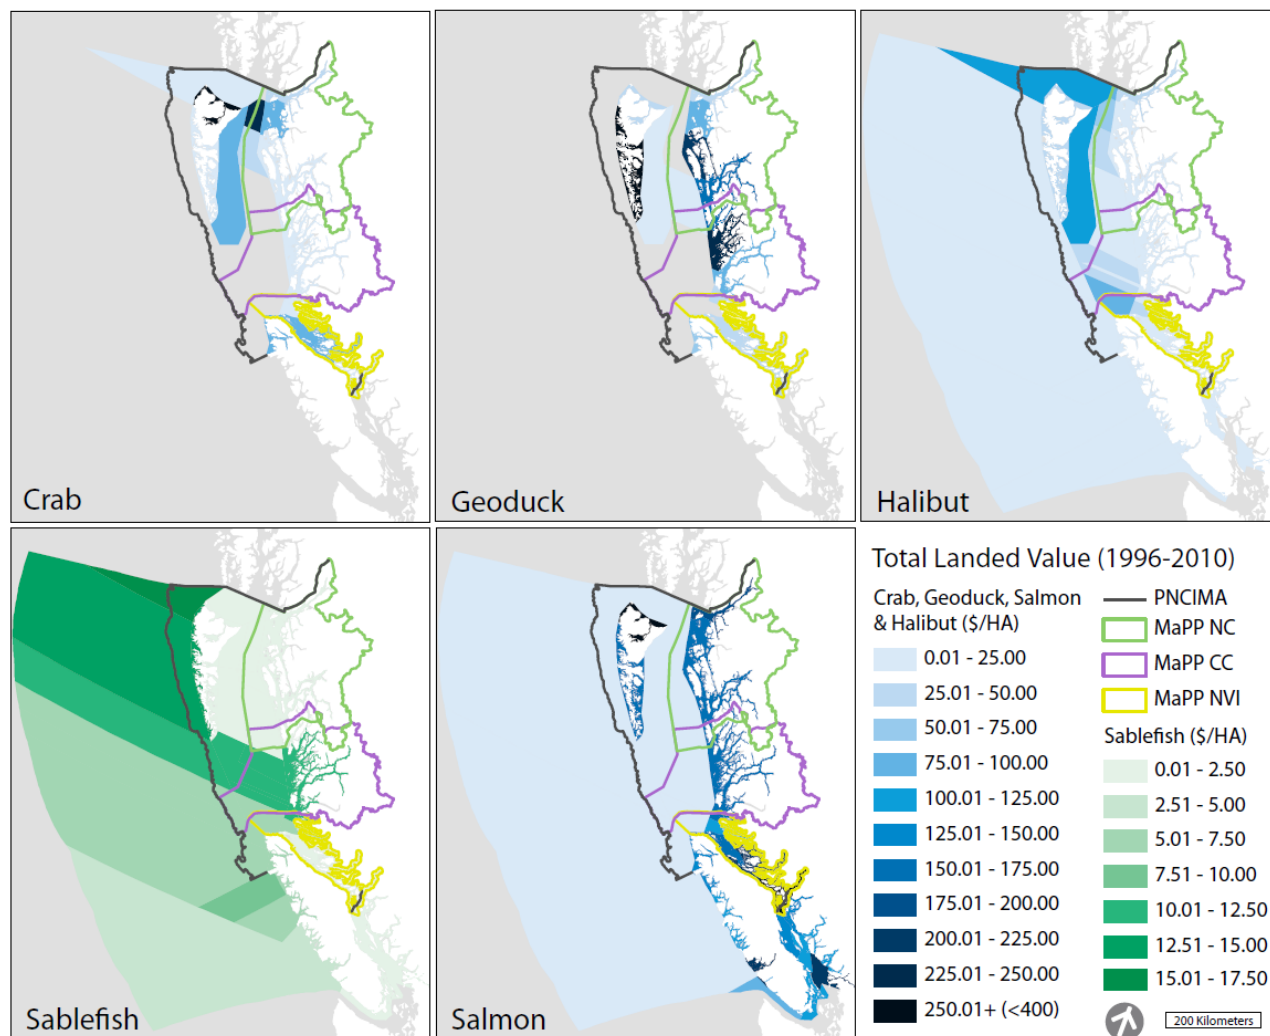 Crab
Geoduck
Halibut
Sablefish
Salmon
Total Landed Value (1996-2010)
Crab, Geoduck, Salmon
& Halibut ($/HA)
0.01 - 25.00
25.01 - 50.00
50.01 - 75.00
75.01 - 100.00
100.01 - 125.00
125.01 - 150.00
150.01 - 175.00
175.01 - 200.00
200.01 - 225.00
225.01 - 250.00
250.01+ (<400)
PNCIMA
MaPP NC
MaPP CC
MaPP NVI
Sablefish ($/HA)
0.01 - 2.50
2.51 - 5.00
5.01 - 7.50
7.51 - 10.00
10.01 - 12.50
12.51 - 15.00
15.01 - 17.50
200 Kilometers